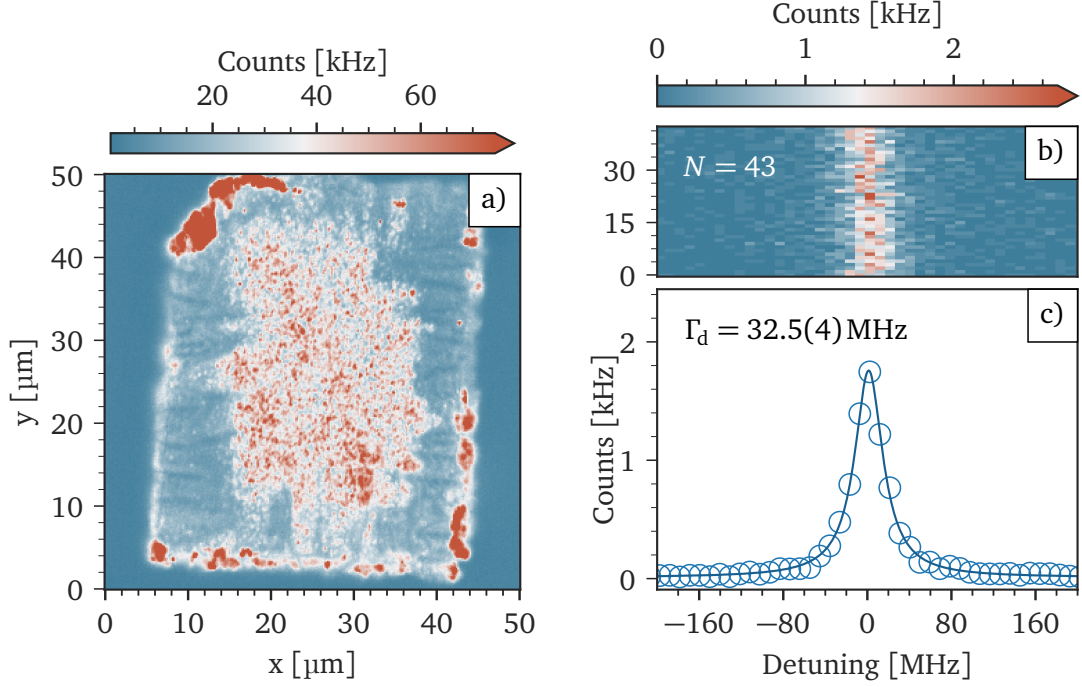 Counts [kHz]
20 40 60
a)
50
40
30
20
10
0
y [µm]
0 10 20 30 40 50
x [µm]
Counts [kHz]
0 1 2
b)
N = 43
30
15
0
c)
Γd = 32.5(4) MHz
2
1
0
Counts [kHz]
−160 −80 0 80 160
Detuning [MHz]